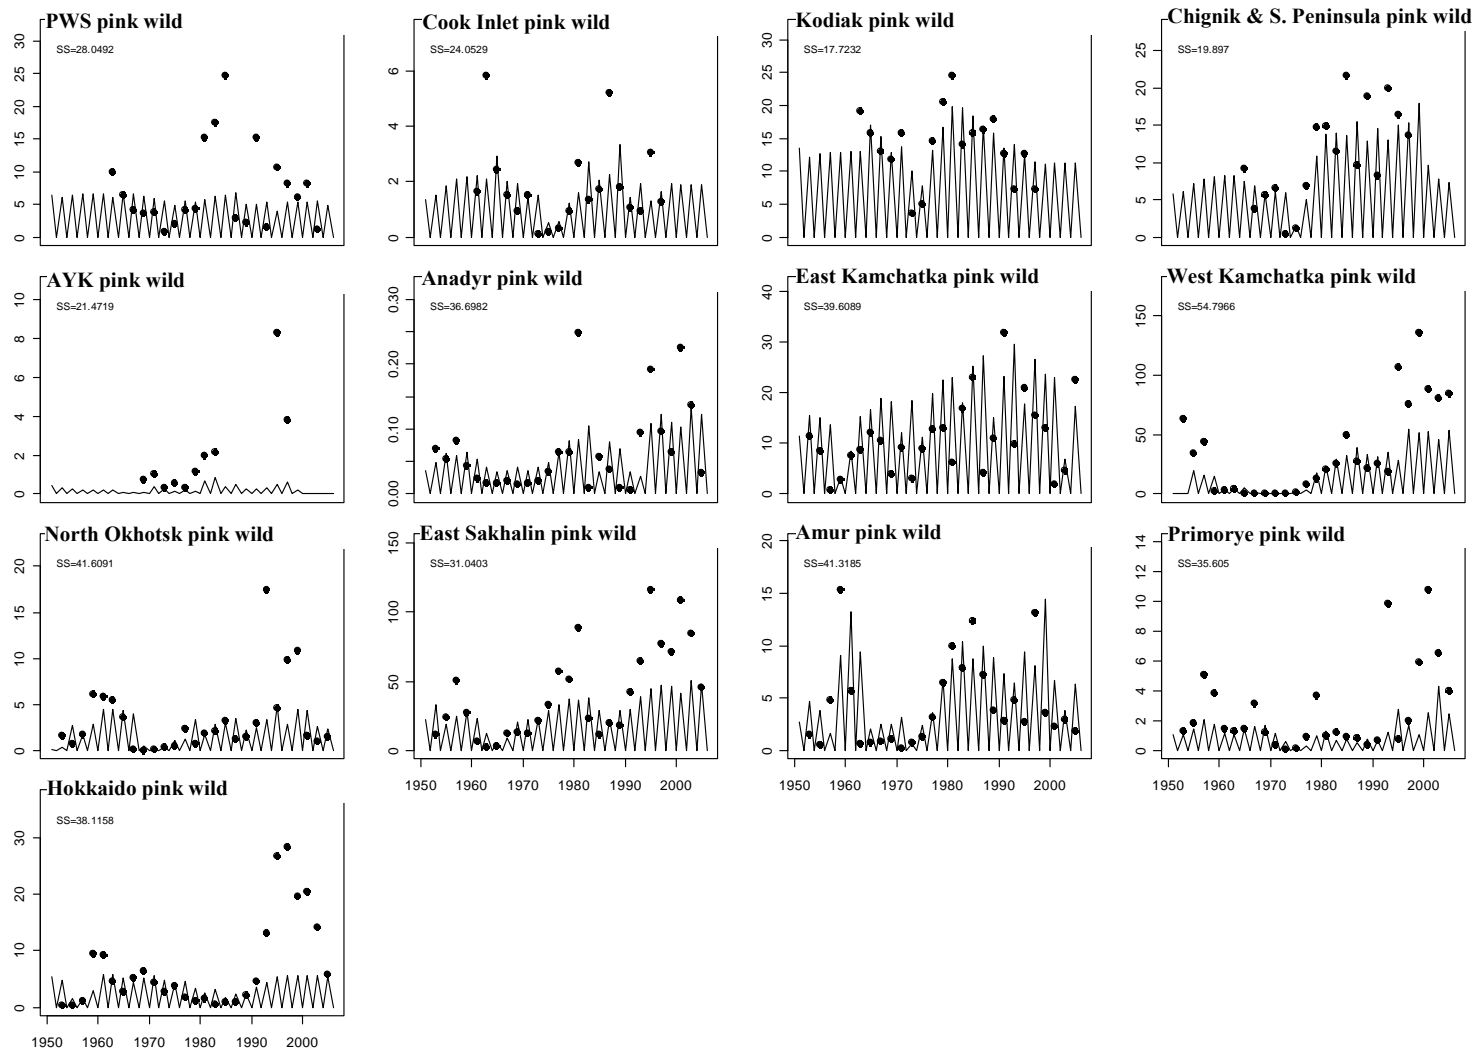 PWS pink wild
SS=28.0492
0 5 10 15 20 25 30
Cook Inlet pink wild
SS=24.0529
0 2 4 6
Kodiak pink wild
SS=17.7232
0 5 10 15 20 25 30
Chignik & S. Peninsula pink wild
SS=19.897
0 5 10 15 20 25
AYK pink wild
SS=21.4719
0 2 4 6 8 10
Anadyr pink wild
SS=36.6982
0.00 0.10 0.20 0.30
East Kamchatka pink wild
SS=39.6089
0 10 20 30 40
West Kamchatka pink wild
SS=54.7966
0 50 100 150
North Okhotsk pink wild
SS=41.6091
0 5 10 15 20
East Sakhalin pink wild
SS=31.0403
0 50 100 150
1950 1960 1970 1980 1990 2000
Amur pink wild
SS=41.3185
0 5 10 15 20
1950 1960 1970 1980 1990 2000
Primorye pink wild
SS=35.605
0 2 4 6 8 10 12 14
1950 1960 1970 1980 1990 2000
Hokkaido pink wild
SS=38.1158
0 10 20 30
1950 1960 1970 1980 1990 2000